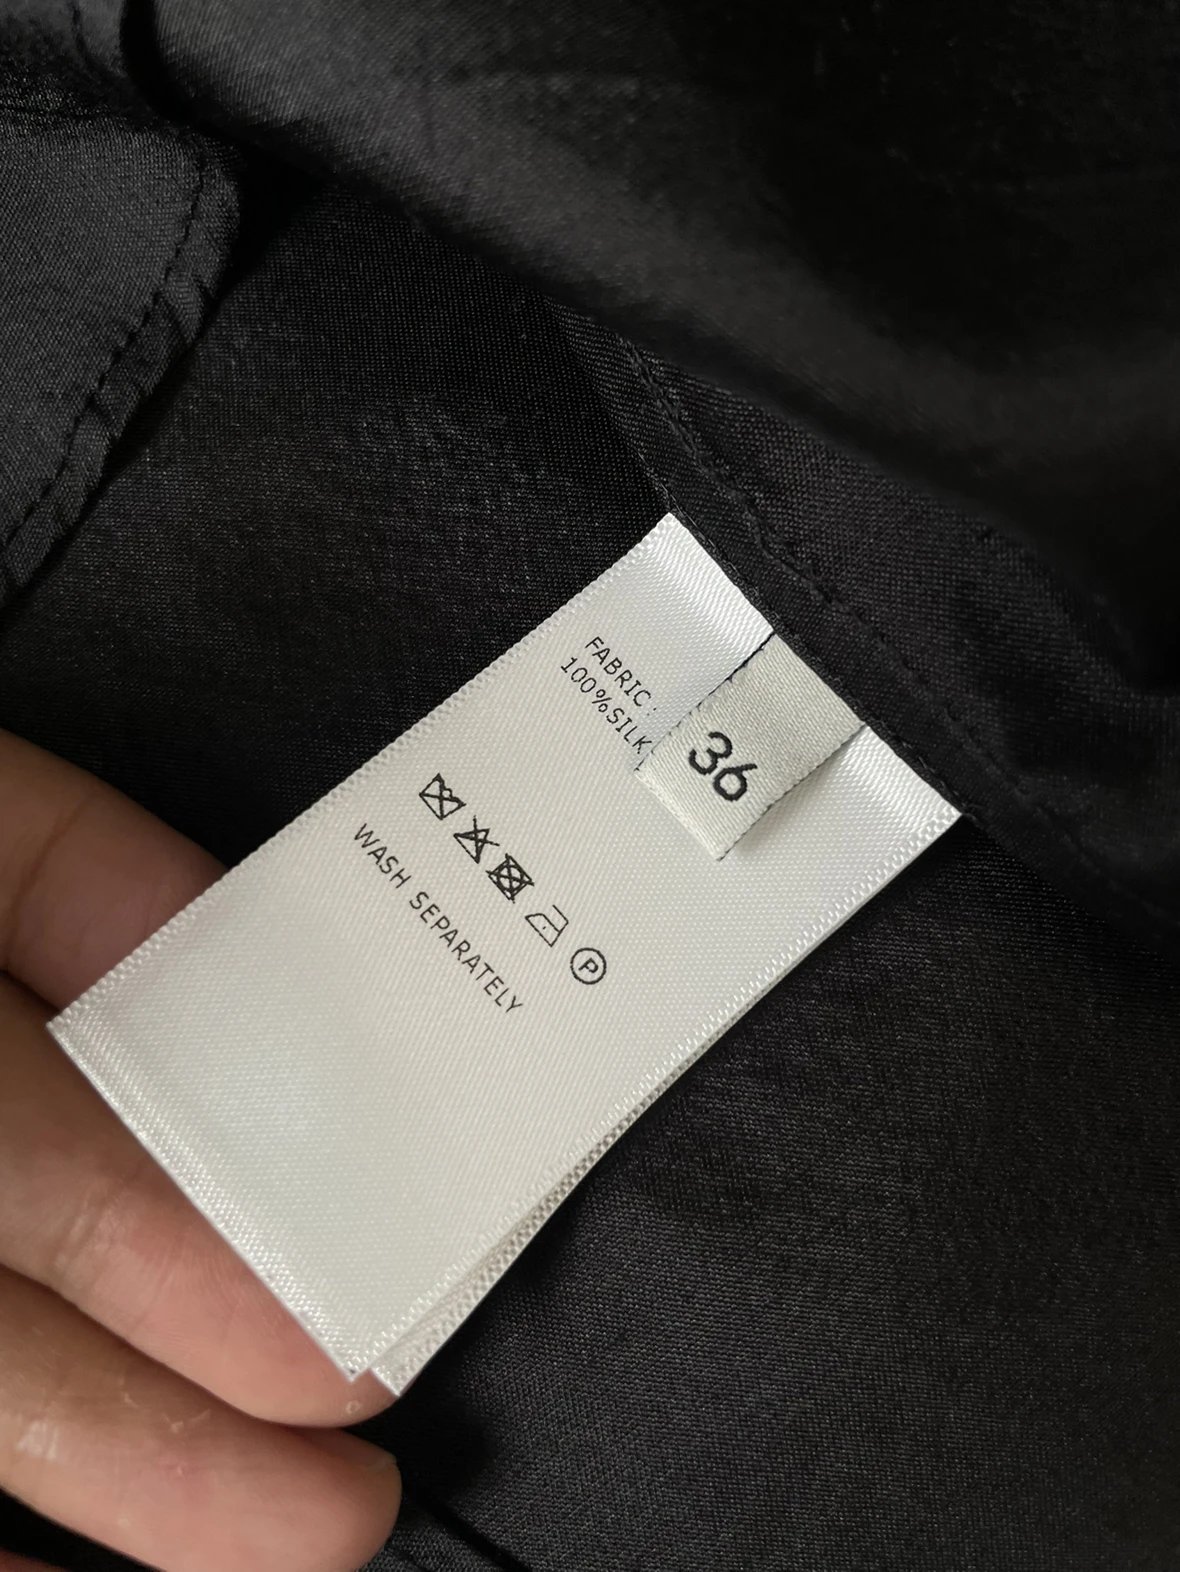 FABRIC:
100%SILK
36
P
WASH SEPARATELY